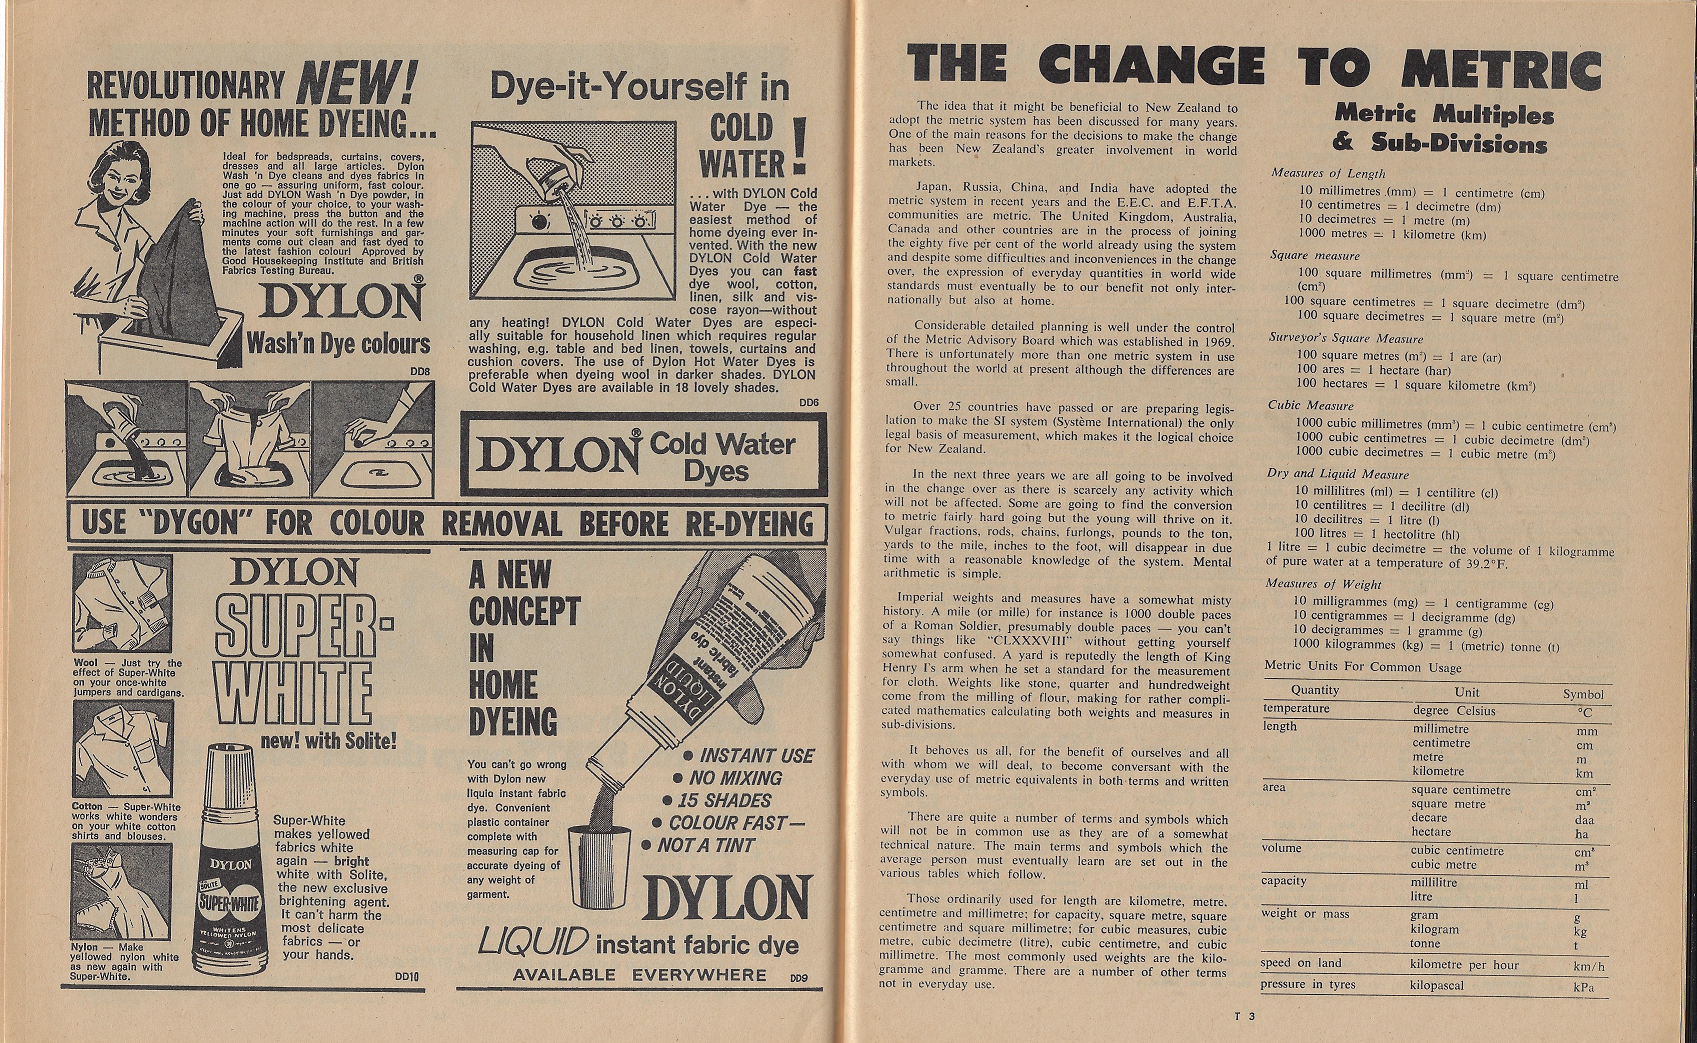 REVOLUTIONARY NEW!
METHOD OF HOME DYEING...
Ideal for bedspreads, curtains, covers,
dresses and all large articles. Dylon
Wash 'n Dye cleans and dyes fabrics in
one go — assuring uniform, fast colour.
Just add DYLON Wash 'n Dye powder, in
the colour of your choice, to your wash-
ing machine, press the button and the
machine action will do the rest. In a few
minutes your soft furnishings and gar-
ments come out clean and fast dyed to
the latest fashion colour! Approved by
Good Housekeeping Institute and British
Fabrics Testing Bureau.
DYLON®
Wash'n Dye colours
DD8
Dye-it-Yourself in
COLD
WATER!
. . . with DYLON Cold
Water Dye — the
easiest method of
home dyeing ever in-
vented. With the new
DYLON Cold Water
Dyes you can fast
dye wool, cotton,
linen, silk and vis-
cose rayon—without
any heating! DYLON Cold Water Dyes are especi-
ally suitable for household linen which requires regular
washing, e.g. table and bed linen, towels, curtains and
cushion covers. The use of Dylon Hot Water Dyes is
preferable when dyeing wool in darker shades. DYLON
Cold Water Dyes are available in 18 lovely shades.
DD6
DYLON® Cold Water
Dyes
USE "DYGON" FOR COLOUR REMOVAL BEFORE RE-DYEING
DYLON
SUPER-
WHITE
new! with Solite!
Wool — Just try the
effect of Super-White
on your once-white
jumpers and cardigans.
Cotton — Super-White
works white wonders
on your white cotton
shirts and blouses.
Nylon — Make
yellowed nylon white
as new again with
Super-White.
DYLON
SOLITE
SUPER-WHITE
WHITENS
YELLOWED NYLON
Super-White
makes yellowed
fabrics white
again — bright
white with Solite,
the new exclusive
brightening agent.
It can't harm the
most delicate
fabrics — or
your hands.
DD10
A NEW
CONCEPT
IN
HOME
DYEING
DYLON
LIQUID
instant
fabric dye
You can't go wrong
with Dylon new
liquid instant fabric
dye. Convenient
plastic container
complete with
measuring cap for
accurate dyeing of
any weight of
garment.
• INSTANT USE
• NO MIXING
• 15 SHADES
• COLOUR FAST—
• NOT A TINT
DYLON
LIQUID instant fabric dye
AVAILABLE EVERYWHERE DD9
THE CHANGE TO METRIC
The idea that it might be beneficial to New Zealand to
adopt the metric system has been discussed for many years.
One of the main reasons for the decisions to make the change
has been New Zealand's greater involvement in world
markets.
Japan, Russia, China, and India have adopted the
metric system in recent years and the E.E.C. and E.F.T.A.
communities are metric. The United Kingdom, Australia,
Canada and other countries are in the process of joining
the eighty five per cent of the world already using the system
and despite some difficulties and inconveniences in the change
over, the expression of everyday quantities in world wide
standards must eventually be to our benefit not only inter-
nationally but also at home.
Considerable detailed planning is well under the control
of the Metric Advisory Board which was established in 1969.
There is unfortunately more than one metric system in use
throughout the world at present although the differences are
small.
Over 25 countries have passed or are preparing legis-
lation to make the SI system (Système International) the only
legal basis of measurement, which makes it the logical choice
for New Zealand.
In the next three years we are all going to be involved
in the change over as there is scarcely any activity which
will not be affected. Some are going to find the conversion
to metric fairly hard going but the young will thrive on it.
Vulgar fractions, rods, chains, furlongs, pounds to the ton,
yards to the mile, inches to the foot, will disappear in due
time with a reasonable knowledge of the system. Mental
arithmetic is simple.
Imperial weights and measures have a somewhat misty
history. A mile (or mille) for instance is 1000 double paces
of a Roman Soldier, presumably double paces — you can't
say things like "CLXXXVIII" without getting yourself
somewhat confused. A yard is reputedly the length of King
Henry I's arm when he set a standard for the measurement
for cloth. Weights like stone, quarter and hundredweight
come from the milling of flour, making for rather compli-
cated mathematics calculating both weights and measures in
sub-divisions.
It behoves us all, for the benefit of ourselves and all
with whom we will deal, to become conversant with the
everyday use of metric equivalents in both terms and written
symbols.
There are quite a number of terms and symbols which
will not be in common use as they are of a somewhat
technical nature. The main terms and symbols which the
average person must eventually learn are set out in the
various tables which follow.
Those ordinarily used for length are kilometre, metre,
centimetre and millimetre; for capacity, square metre, square
centimetre and square millimetre; for cubic measures, cubic
metre, cubic decimetre (litre), cubic centimetre, and cubic
millimetre. The most commonly used weights are the kilo-
gramme and gramme. There are a number of other terms
not in everyday use.
Metric Multiples
& Sub-Divisions
Measures of Length
10 millimetres (mm) = 1 centimetre (cm)
10 centimetres = 1 decimetre (dm)
10 decimetres = 1 metre (m)
1000 metres = 1 kilometre (km)
Square measure
100 square millimetres (mm²) = 1 square centimetre
(cm²)
100 square centimetres = 1 square decimetre (dm²)
100 square decimetres = 1 square metre (m²)
Surveyor's Square Measure
100 square metres (m²) = 1 are (ar)
100 ares = 1 hectare (har)
100 hectares = 1 square kilometre (km²)
Cubic Measure
1000 cubic millimetres (mm³) = 1 cubic centimetre (cm³)
1000 cubic centimetres = 1 cubic decimetre (dm³)
1000 cubic decimetres = 1 cubic metre (m³)
Dry and Liquid Measure
10 millilitres (ml) = 1 centilitre (cl)
10 centilitres = 1 decilitre (dl)
10 decilitres = 1 litre (l)
100 litres = 1 hectolitre (hl)
1 litre = 1 cubic decimetre = the volume of 1 kilogramme
of pure water at a temperature of 39.2°F.
Measures of Weight
10 milligrammes (mg) = 1 centigramme (cg)
10 centigrammes = 1 decigramme (dg)
10 decigrammes = 1 gramme (g)
1000 kilogrammes (kg) = 1 (metric) tonne (t)
Metric Units For Common Usage
Quantity Unit Symbol
temperature degree Celsius °C
length millimetre mm
centimetre cm
metre m
kilometre km
area square centimetre cm²
square metre m²
decare daa
hectare ha
volume cubic centimetre cm³
cubic metre m³
capacity millilitre ml
litre l
weight or mass gram g
kilogram kg
tonne t
speed on land kilometre per hour km/h
pressure in tyres kilopascal kPa
T 3